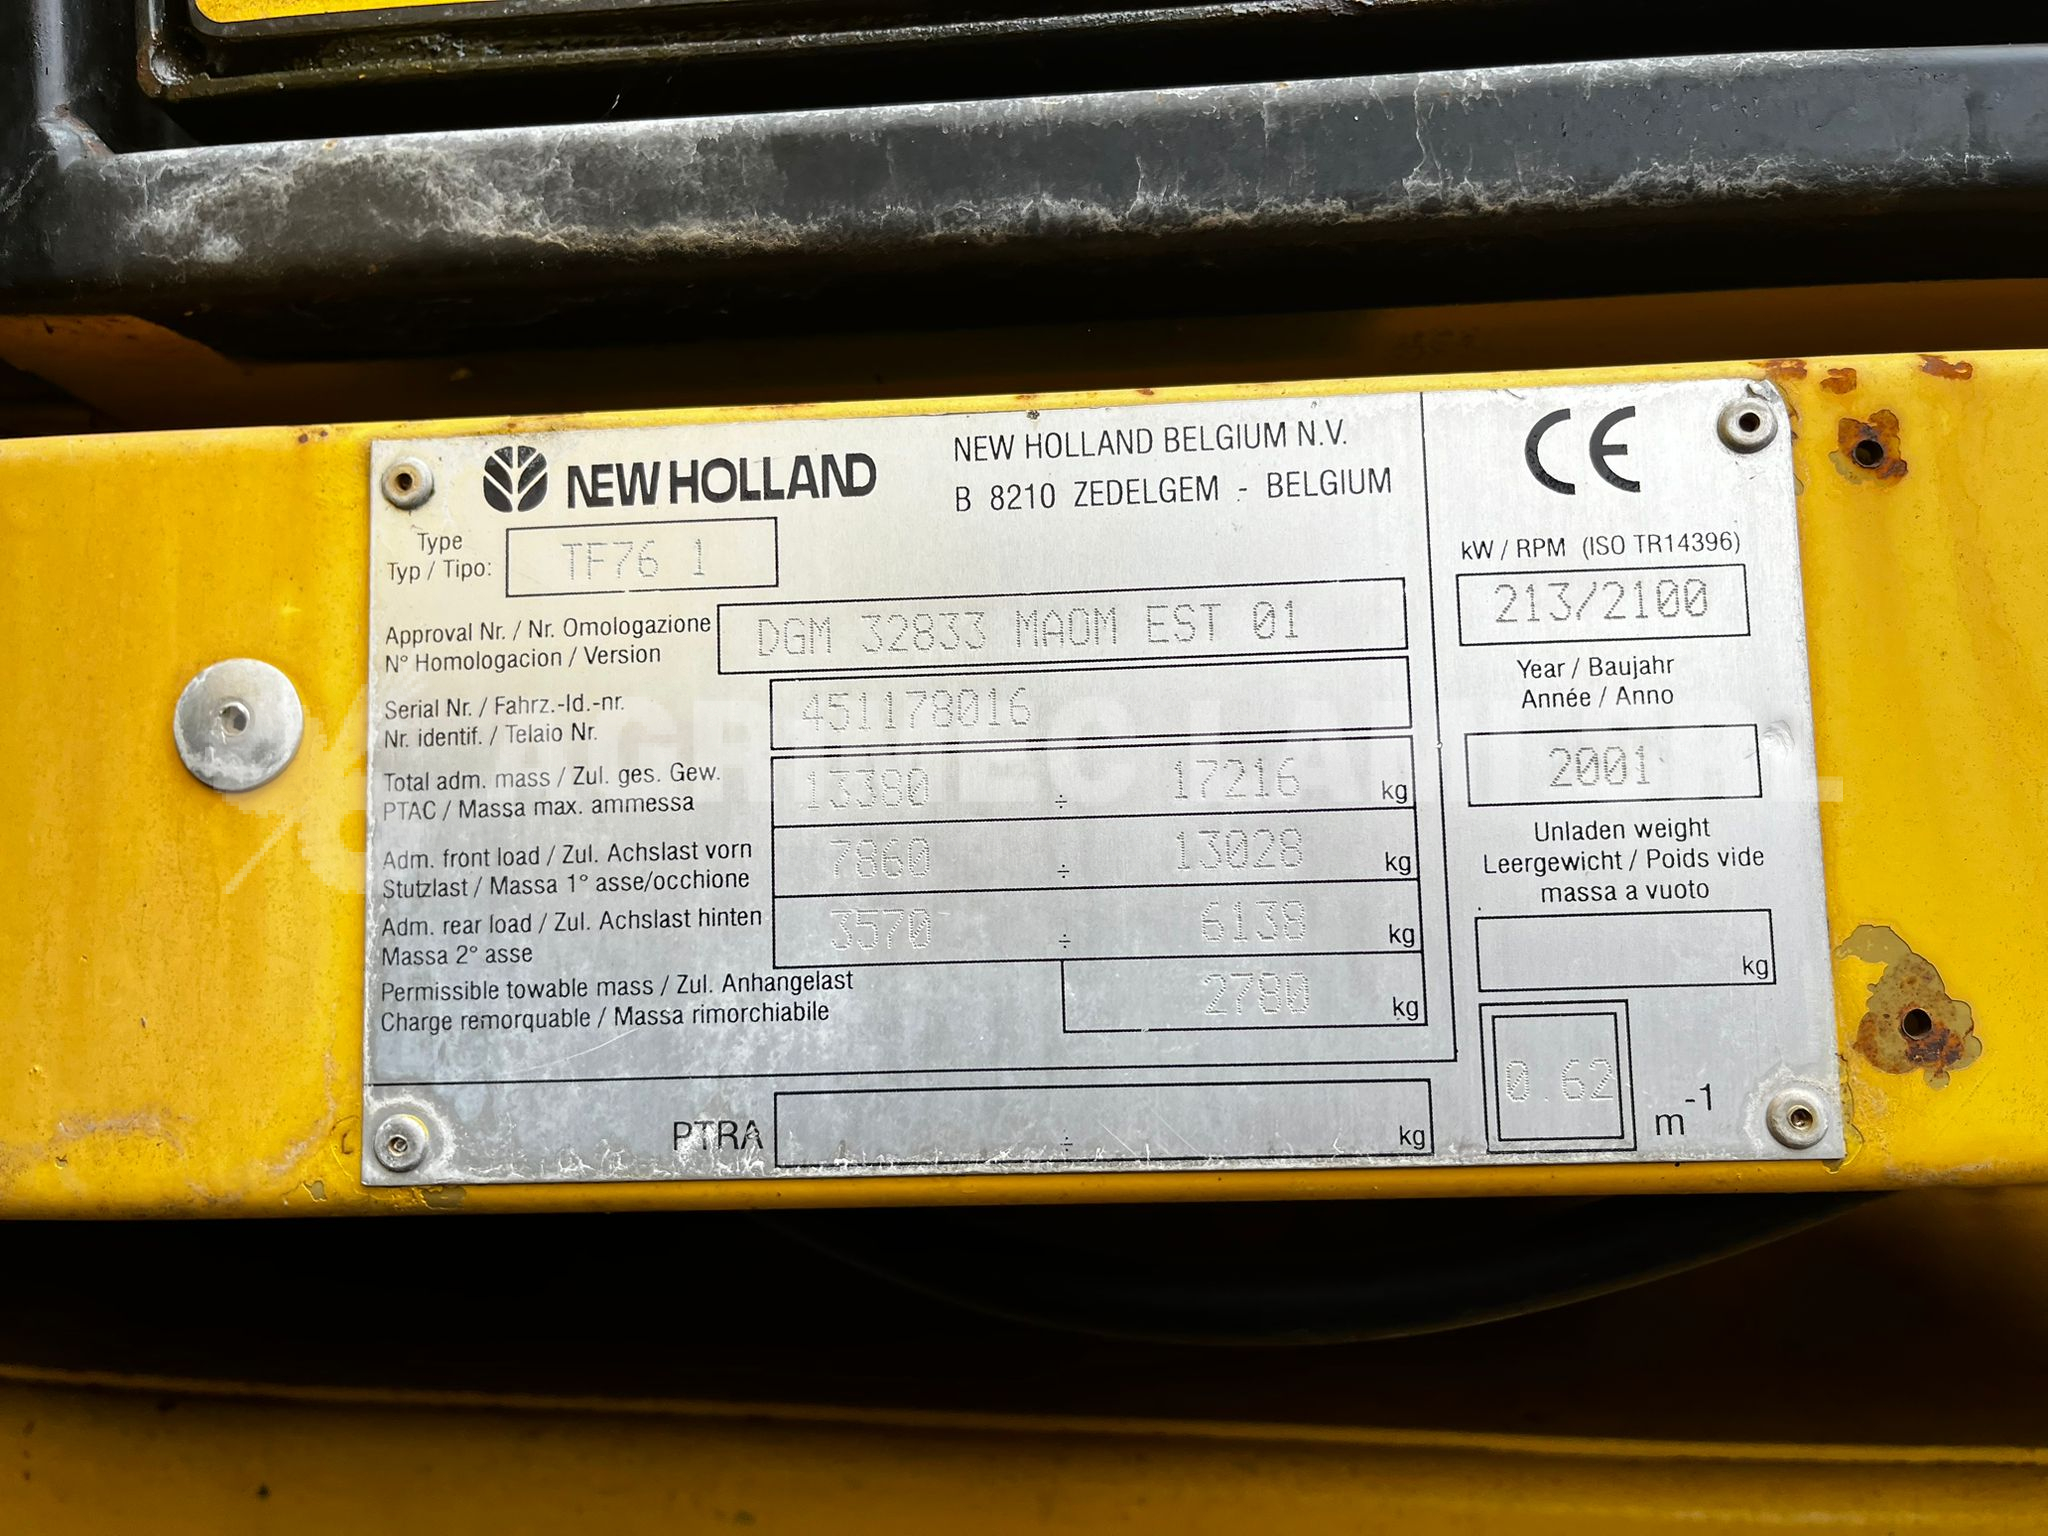 NEW HOLLAND
NEW HOLLAND BELGIUM N.V.
B 8210 ZEDELGEM - BELGIUM
Type
Typ / Tipo:
TF76 1
Approval Nr. / Nr. Omologazione
N° Homologacion / Version
DGM 32833 MAOM EST 01
Serial Nr. / Fahrz.-Id.-nr.
Nr. identif. / Telaio Nr.
451178016
Total adm. mass / Zul. ges. Gew.
PTAC / Massa max. ammessa
13380 ÷ 17216 kg
Adm. front load / Zul. Achslast vorn
Stutzlast / Massa 1° asse/occhione
7860 ÷ 13028 kg
Adm. rear load / Zul. Achslast hinten
Massa 2° asse
3570 ÷ 6138 kg
Permissible towable mass / Zul. Anhangelast
Charge remorquable / Massa rimorchiabile
2780 kg
PTRA ÷ kg
CE
kW / RPM (ISO TR14396)
213/2100
Year / Baujahr
Année / Anno
2001
Unladen weight
Leergewicht / Poids vide
massa a vuoto
kg
0.62 m-1